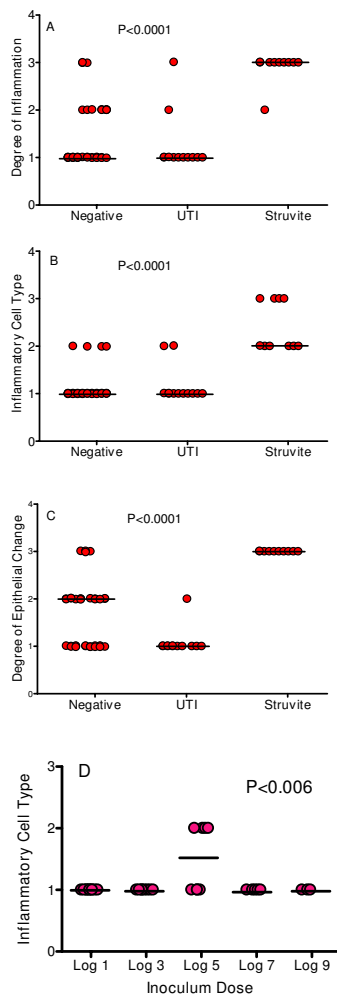 A
P<0.0001
Degree of Inflammation
4
3
2
1
0
Negative UTI Struvite
B
P<0.0001
Inflammatory Cell Type
4
3
2
1
0
Negative UTI Struvite
C
P<0.0001
Degree of Epithelial Change
4
3
2
1
0
Negative UTI Struvite
D
P<0.006
Inflammatory Cell Type
3
2
1
0
Log 1 Log 3 Log 5 Log 7 Log 9
Inoculum Dose